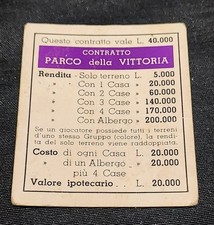 Questo contratto vale L. 40.000
CONTRATTO
PARCO della VITTORIA
Rendita - Solo terreno L. 5.000
» Con 1 Casa » 20.000
» Con 2 Case » 60.000
» Con 3 Case » 140.000
» Con 4 Case » 170.000
» Con Albergo » 200.000
Se un giocatore possiede tutti i terreni dello
stesso Gruppo (colore), la rendita del
terreno viene raddoppiata.
Costo di ogni Casa L. 20.000
» di un Albergo » 20.000
più 4 Case
Valore ipotecario . L. 20.000